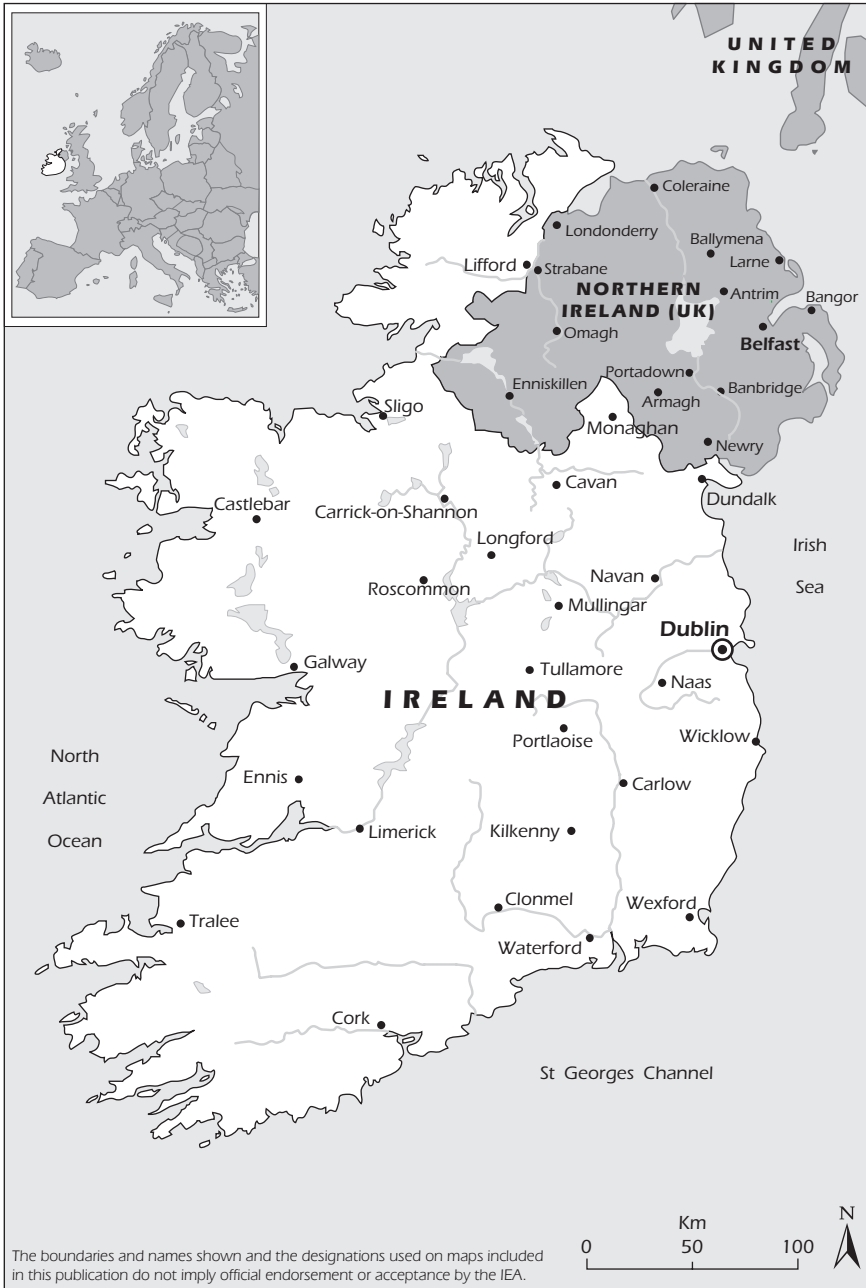 UNITED
KINGDOM
Coleraine
Londonderry
Ballymena
Larne
Lifford
Strabane
NORTHERN
IRELAND (UK)
Antrim
Bangor
Omagh
Belfast
Enniskillen
Portadown
Armagh
Banbridge
Sligo
Monaghan
Newry
Cavan
Dundalk
Castlebar
Carrick-on-Shannon
Longford
Irish
Sea
Roscommon
Navan
Mullingar
Dublin
Galway
Tullamore
Naas
IRELAND
Portlaoise
Wicklow
North
Atlantic
Ocean
Ennis
Carlow
Limerick
Kilkenny
Clonmel
Wexford
Tralee
Waterford
Cork
St Georges Channel
N
Km
0 50 100
The boundaries and names shown and the designations used on maps included
in this publication do not imply official endorsement or acceptance by the IEA.